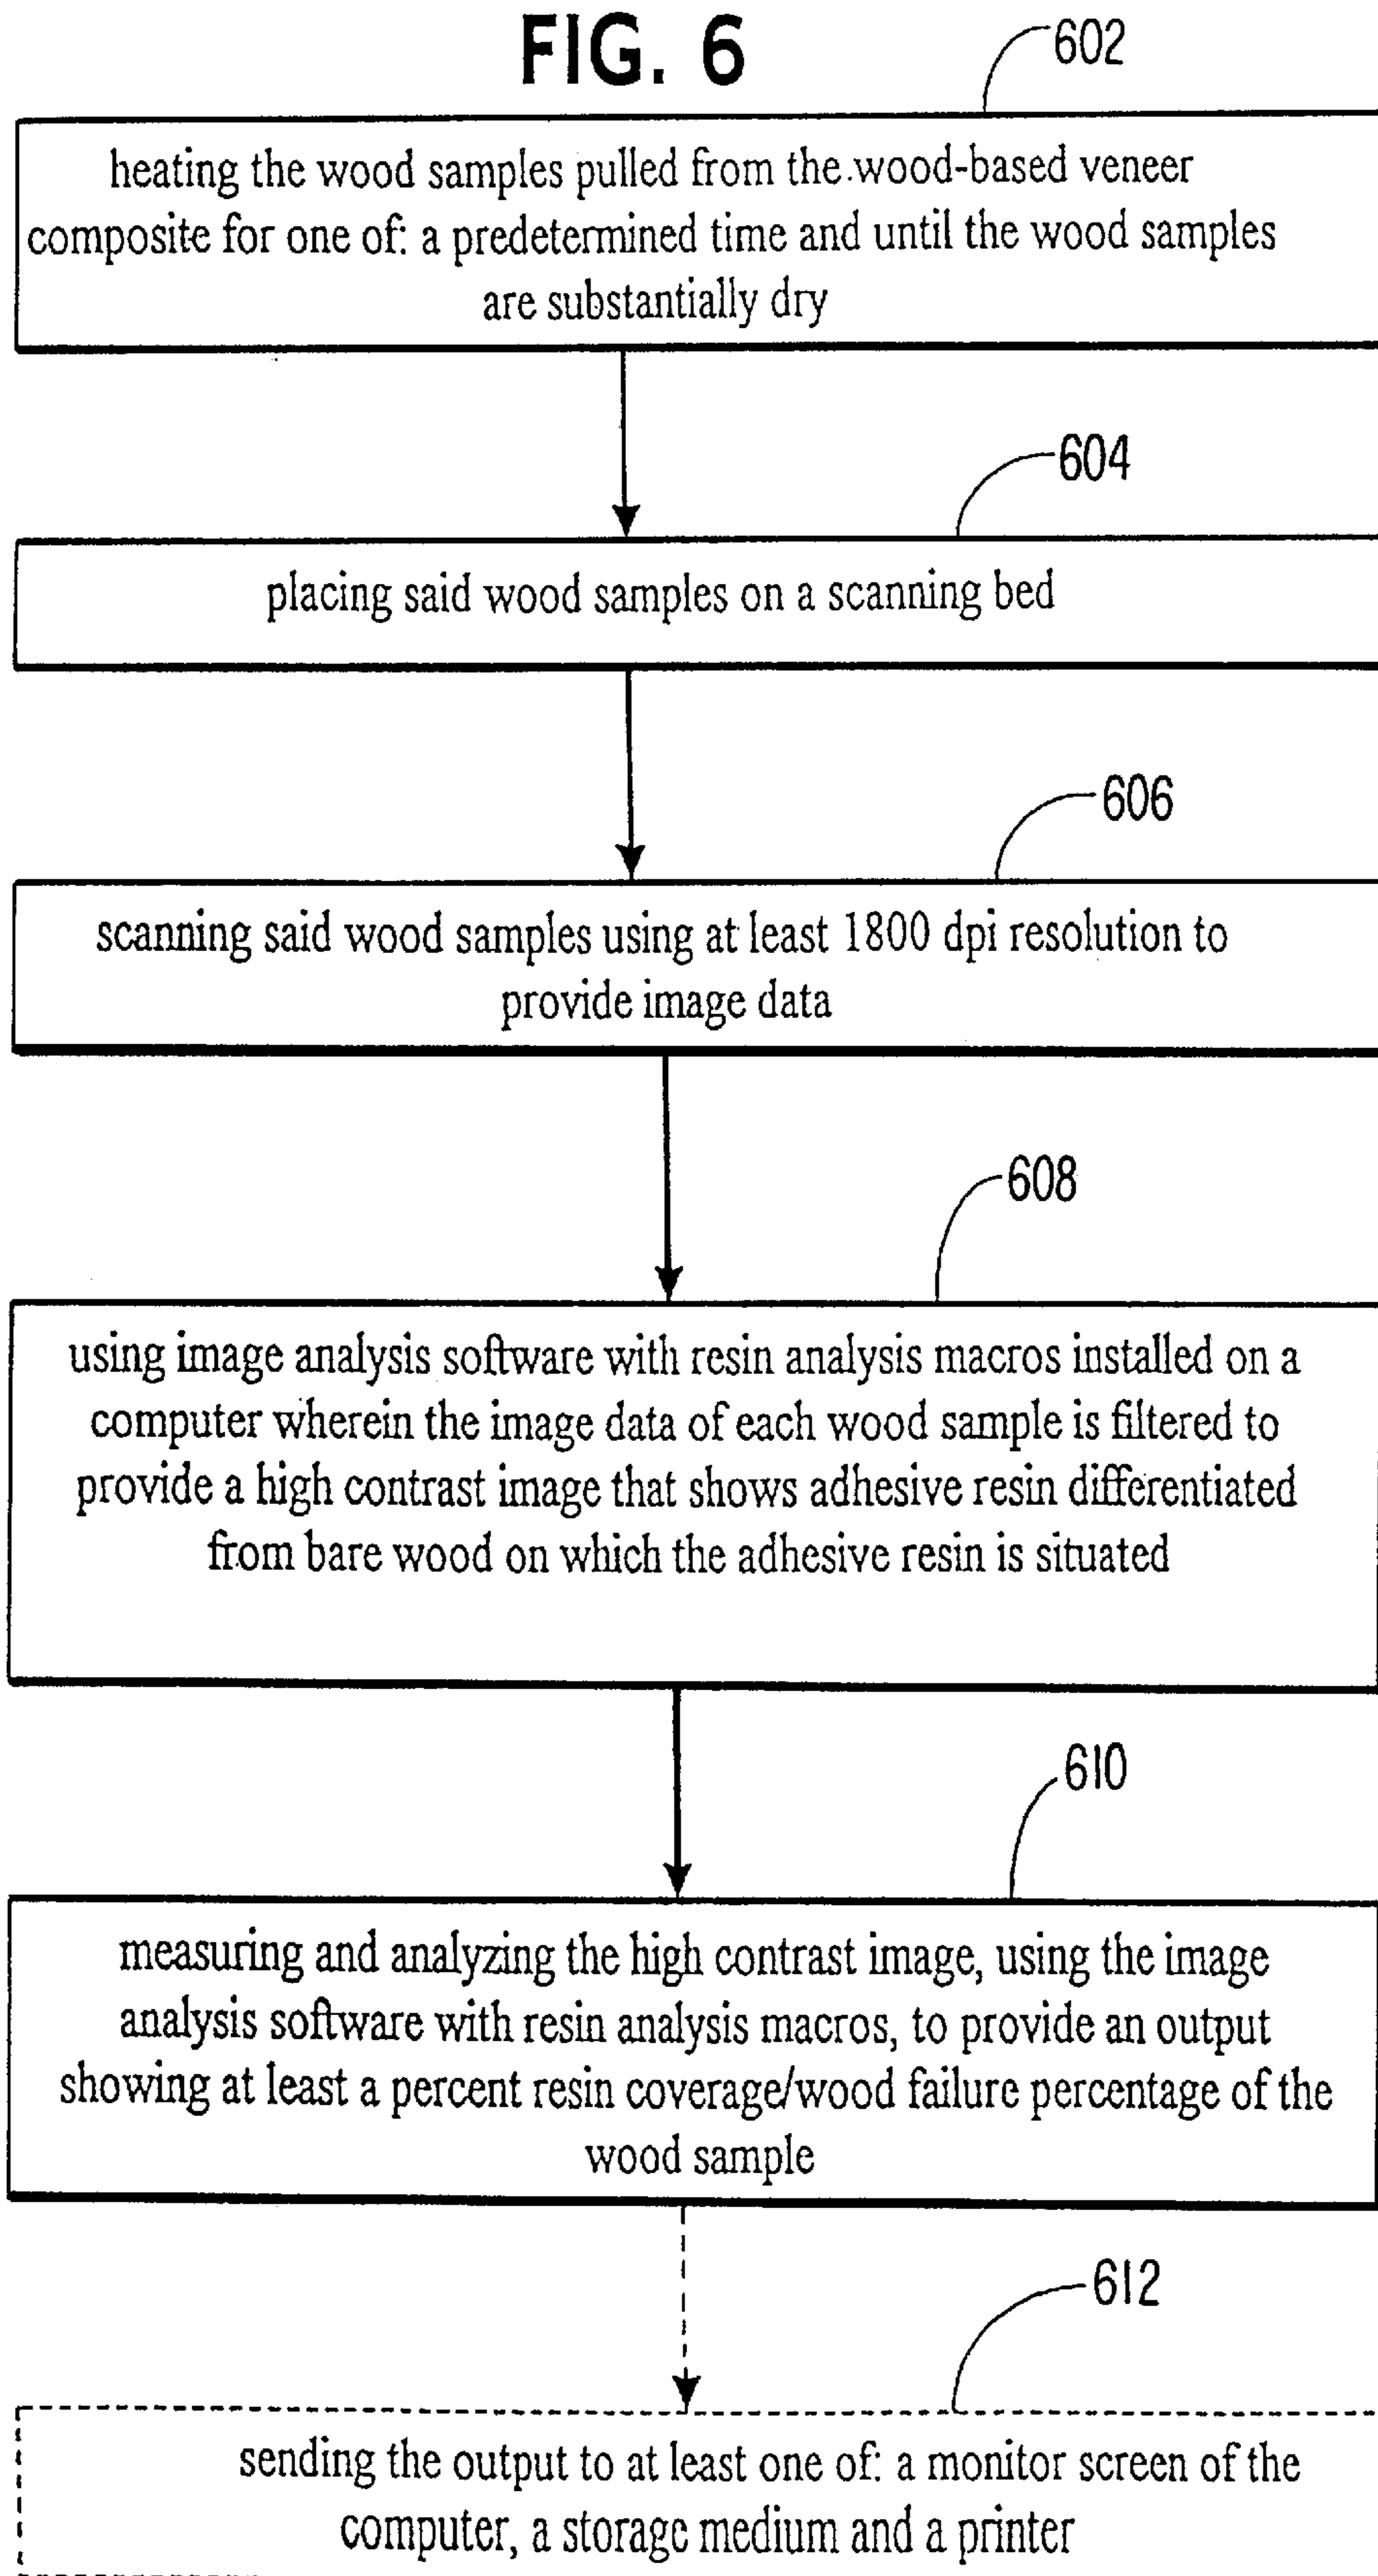 FIG. 6
602
heating the wood samples pulled from the wood-based veneer
composite for one of: a predetermined time and until the wood samples
are substantially dry
604
placing said wood samples on a scanning bed
606
scanning said wood samples using at least 1800 dpi resolution to
provide image data
608
using image analysis software with resin analysis macros installed on a
computer wherein the image data of each wood sample is filtered to
provide a high contrast image that shows adhesive resin differentiated
from bare wood on which the adhesive resin is situated
610
measuring and analyzing the high contrast image, using the image
analysis software with resin analysis macros, to provide an output
showing at least a percent resin coverage/wood failure percentage of the
wood sample
612
sending the output to at least one of: a monitor screen of the
computer, a storage medium and a printer